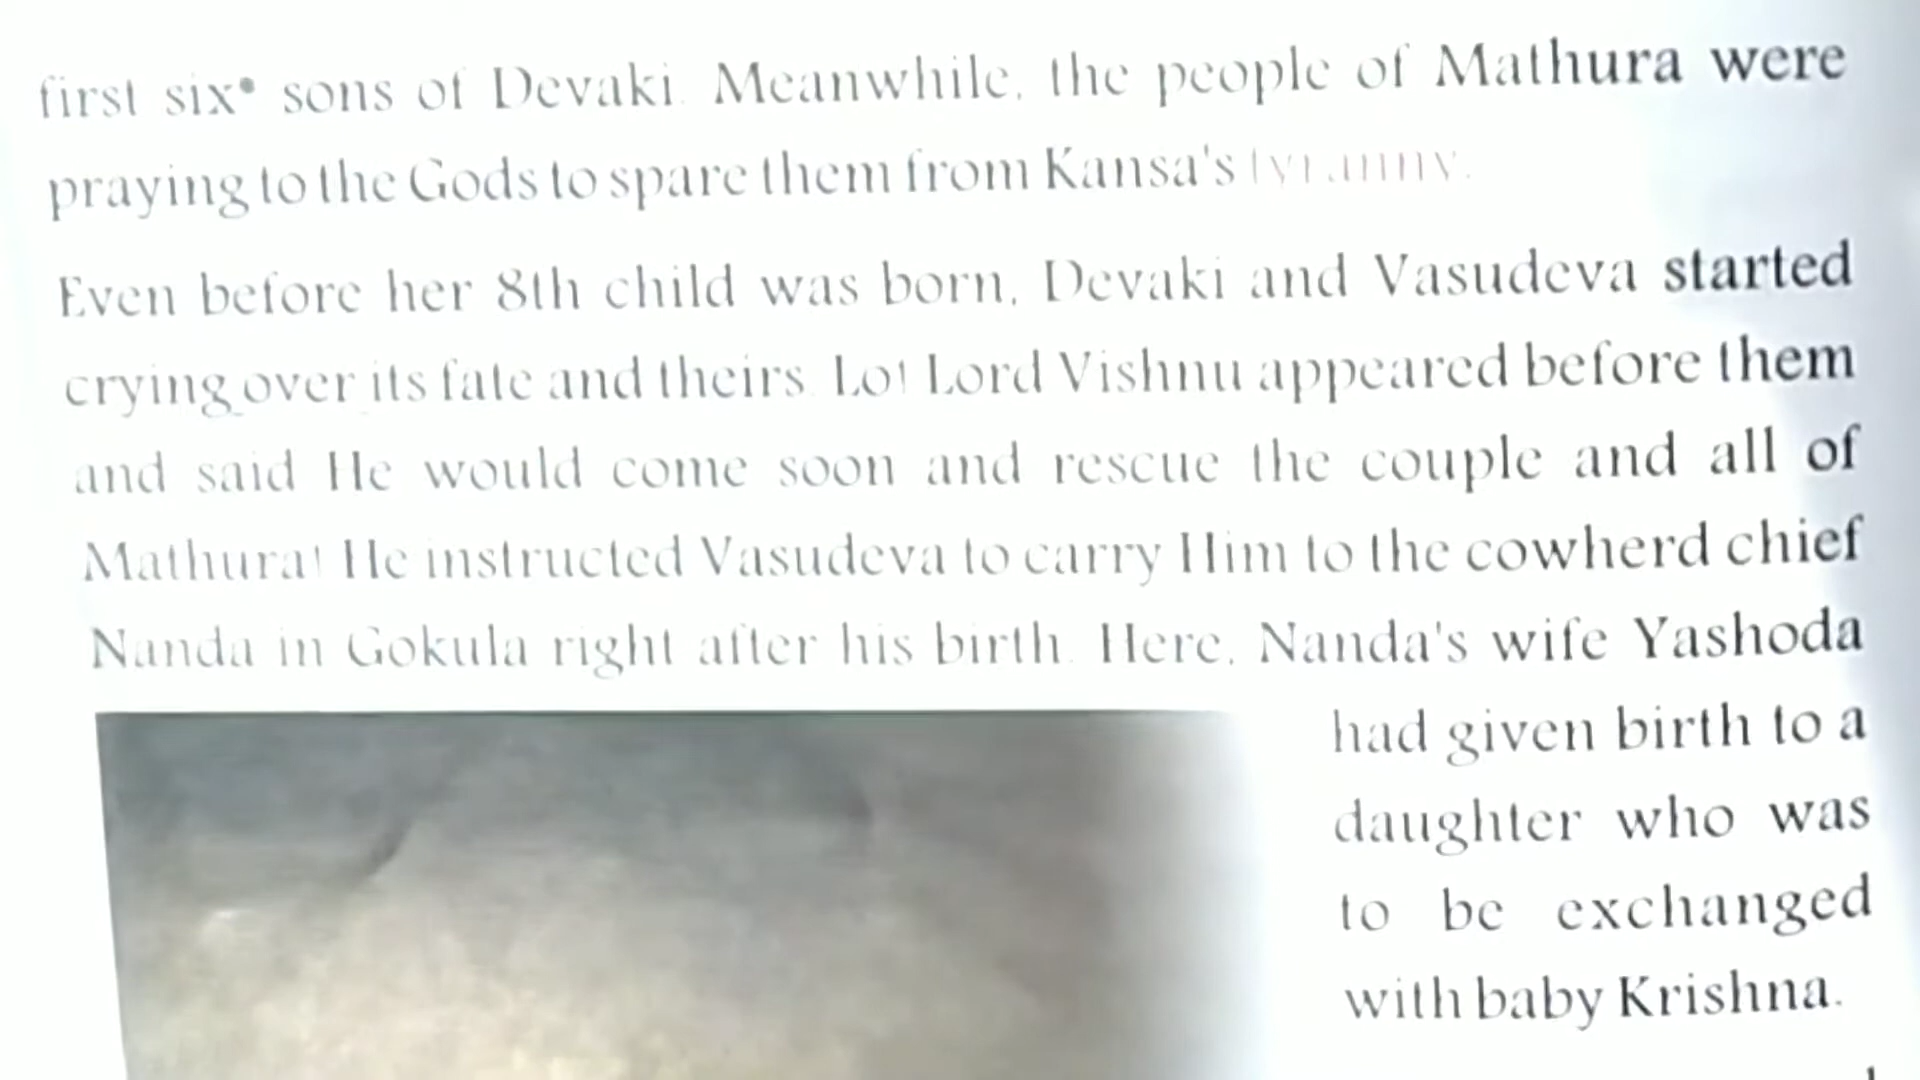 first six* sons of Devaki. Meanwhile, the people of Mathura were
praying to the Gods to spare them from Kansa's tyranny.
Even before her 8th child was born, Devaki and Vasudeva started
crying over its fate and theirs. Lo! Lord Vishnu appeared before them
and said He would come soon and rescue the couple and all of
Mathura! He instructed Vasudeva to carry Him to the cowherd chief
Nanda in Gokula right after his birth. Here, Nanda's wife Yashoda
had given birth to a
daughter who was
to be exchanged
with baby Krishna.